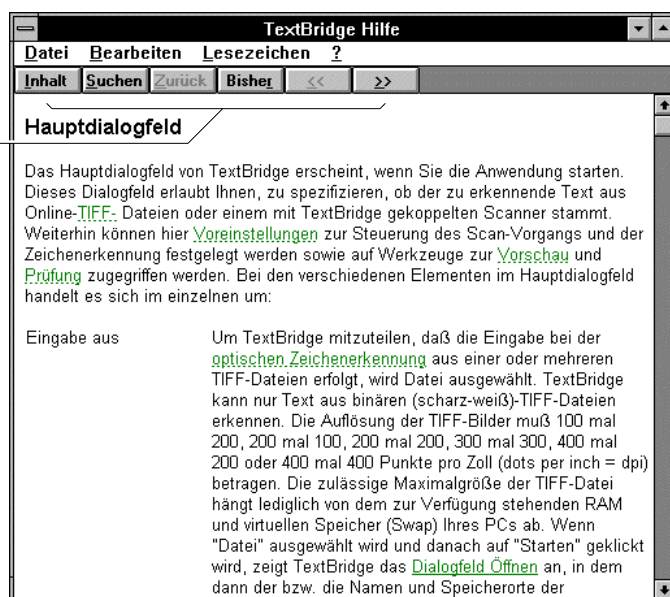 TextBridge Hilfe
Datei Bearbeiten Lesezeichen ?
Inhalt Suchen Zurück Bisher << >>
Hauptdialogfeld
Das Hauptdialogfeld von TextBridge erscheint, wenn Sie die Anwendung starten.
Dieses Dialogfeld erlaubt Ihnen, zu spezifizieren, ob der zu erkennende Text aus
Online-TIFF- Dateien oder einem mit TextBridge gekoppelten Scanner stammt.
Weiterhin können hier Voreinstellungen zur Steuerung des Scan-Vorgangs und der
Zeichenerkennung festgelegt werden sowie auf Werkzeuge zur Vorschau und
Prüfung zugegriffen werden. Bei den verschiedenen Elementen im Hauptdialogfeld
handelt es sich im einzelnen um:
Eingabe aus
Um TextBridge mitzuteilen, daß die Eingabe bei der
optischen Zeichenerkennung aus einer oder mehreren
TIFF-Dateien erfolgt, wird Datei ausgewählt. TextBridge
kann nur Text aus binären (scharz-weiß)-TIFF-Dateien
erkennen. Die Auflösung der TIFF-Bilder muß 100 mal
200, 200 mal 100, 200 mal 200, 300 mal 300, 400 mal
200 oder 400 mal 400 Punkte pro Zoll (dots per inch = dpi)
betragen. Die zulässige Maximalgröße der TIFF-Datei
hängt lediglich von dem zur Verfügung stehenden RAM
und virtuellen Speicher (Swap) Ihres PCs ab. Wenn
"Datei" ausgewählt wird und danach auf "Starten" geklickt
wird, zeigt TextBridge das Dialogfeld Öffnen an, in dem
dann der bzw. die Namen und Speicherorte der